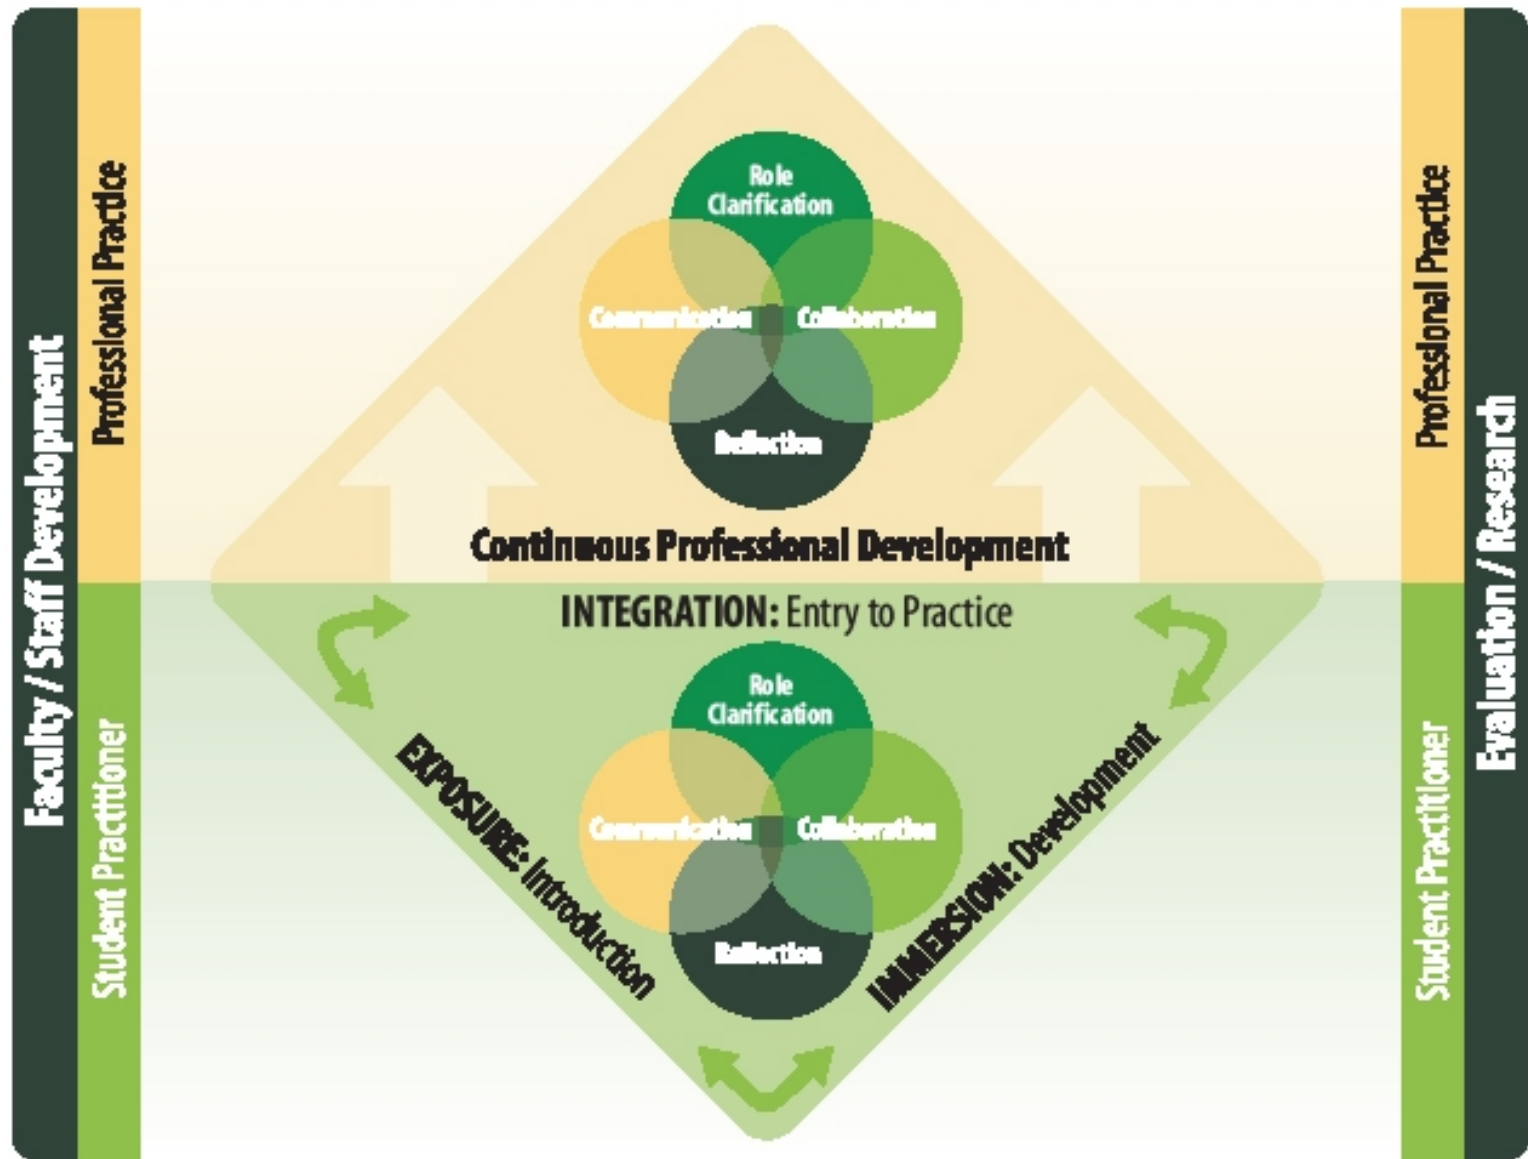 Faculty / Staff Development
Professional Practice
Student Practitioner
Role
Clarification
Communication
Collaboration
Reflection
Continuous Professional Development
INTEGRATION: Entry to Practice
Role
Clarification
Communication
Collaboration
Reflection
EXPOSURE: Introduction
IMMERSION: Development
Professional Practice
Student Practitioner
Evaluation / Research